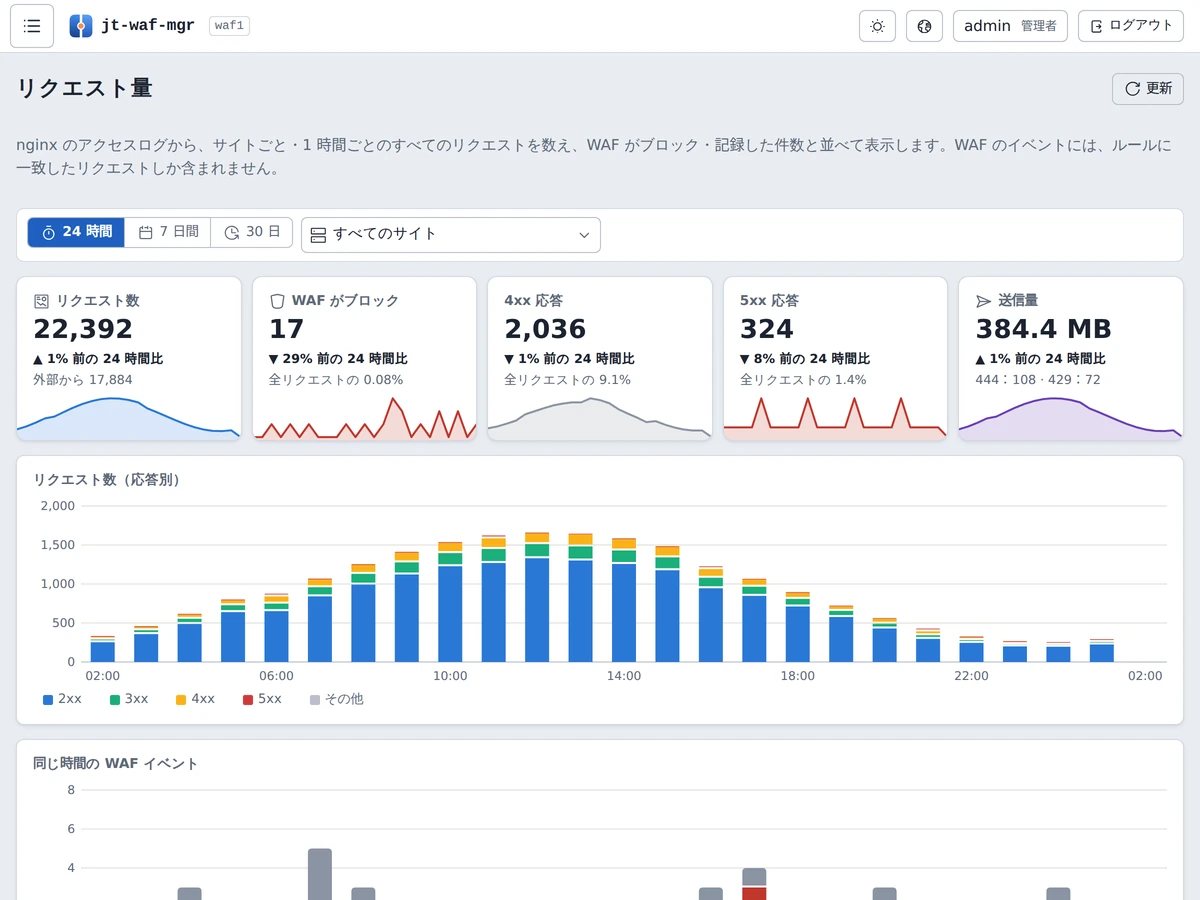 jt-waf-mgr waf1 admin 管理者 ログアウト
リクエスト量 更新
nginx のアクセスログから、サイトごと・1 時間ごとのすべてのリクエストを数え、WAF がブロック・記録した件数と並べて表示します。WAF のイベントには、ルールに
一致したリクエストしか含まれません。
24 時間 7 日間 30 日 すべてのサイト
リクエスト数
22,392
▲ 1% 前の 24 時間比
外部から 17,884
WAF がブロック
17
▼ 29% 前の 24 時間比
全リクエストの 0.08%
4xx 応答
2,036
▼ 1% 前の 24 時間比
全リクエストの 9.1%
5xx 応答
324
▼ 8% 前の 24 時間比
全リクエストの 1.4%
送信量
384.4 MB
▲ 1% 前の 24 時間比
444：108 · 429：72
リクエスト数（応答別）
2,000
1,500
1,000
500
0
02:00 06:00 10:00 14:00 18:00 22:00 02:00
2xx 3xx 4xx 5xx その他
同じ時間の WAF イベント
8
6
4